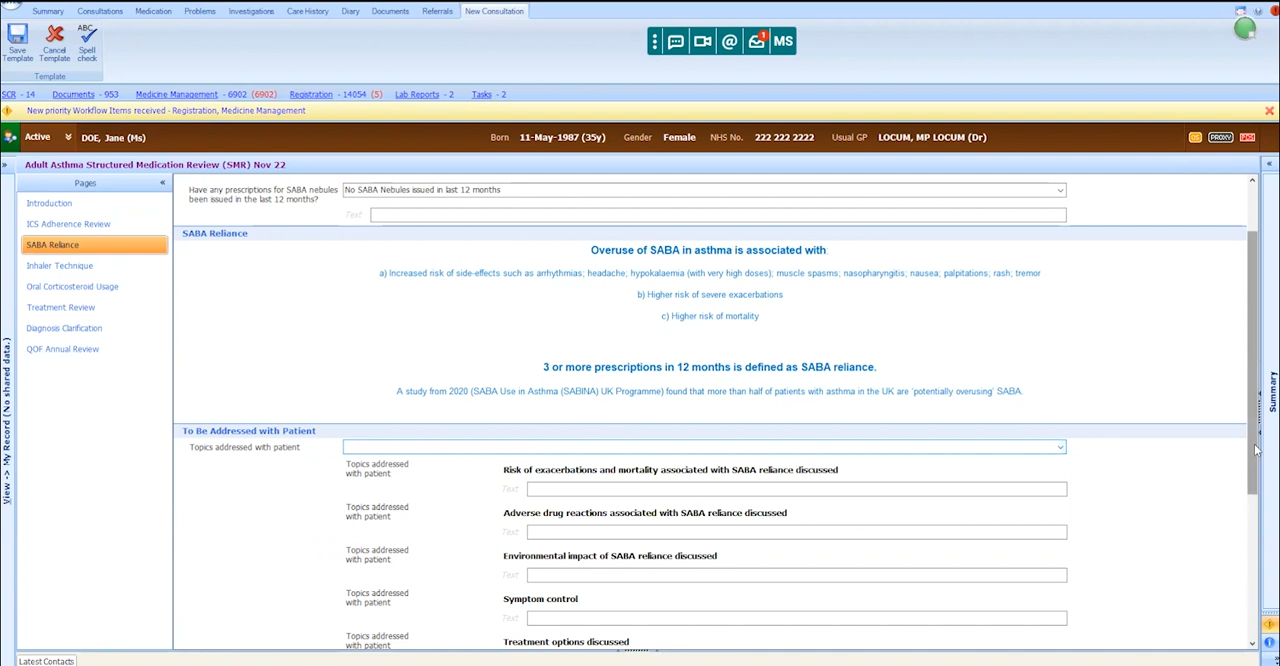 Summary Consultations Medication Problems Investigations Care History Diary Documents Referrals New Consultation
ABC
Save Template
Cancel Template
Spell check
Template
1
@ MS
SCR - 14 Documents - 953 Medicine Management - 6902 (6902) Registration - 14054 (5) Lab Reports - 2 Tasks - 2
New priority Workflow Items received - Registration, Medicine Management
Active DOE, Jane (Ms) Born 11-May-1987 (35y) Gender Female NHS No. 222 222 2222 Usual GP LOCUM, MP LOCUM (Dr) OS PROXY PDS
» Adult Asthma Structured Medication Review (SMR) Nov 22 «
Pages «
Introduction
ICS Adherence Review
SABA Reliance
Inhaler Technique
Oral Corticosteroid Usage
Treatment Review
Diagnosis Clarification
QOF Annual Review
View -> My Record (No shared data.)
Have any prescriptions for SABA nebules
been issued in the last 12 months?
No SABA Nebules issued in last 12 months
Text
SABA Reliance
Overuse of SABA in asthma is associated with:
a) Increased risk of side-effects such as arrhythmias; headache; hypokalaemia (with very high doses); muscle spasms; nasopharyngitis; nausea; palpitations; rash; tremor
b) Higher risk of severe exacerbations
c) Higher risk of mortality
3 or more prescriptions in 12 months is defined as SABA reliance.
A study from 2020 (SABA Use in Asthma (SABINA) UK Programme) found that more than half of patients with asthma in the UK are 'potentially overusing' SABA.
To Be Addressed with Patient
Topics addressed with patient
Topics addressed
with patient
Risk of exacerbations and mortality associated with SABA reliance discussed
Text
Topics addressed
with patient
Adverse drug reactions associated with SABA reliance discussed
Text
Topics addressed
with patient
Environmental impact of SABA reliance discussed
Text
Topics addressed
with patient
Symptom control
Text
Topics addressed
with patient
Treatment options discussed
Summary
Latest Contacts